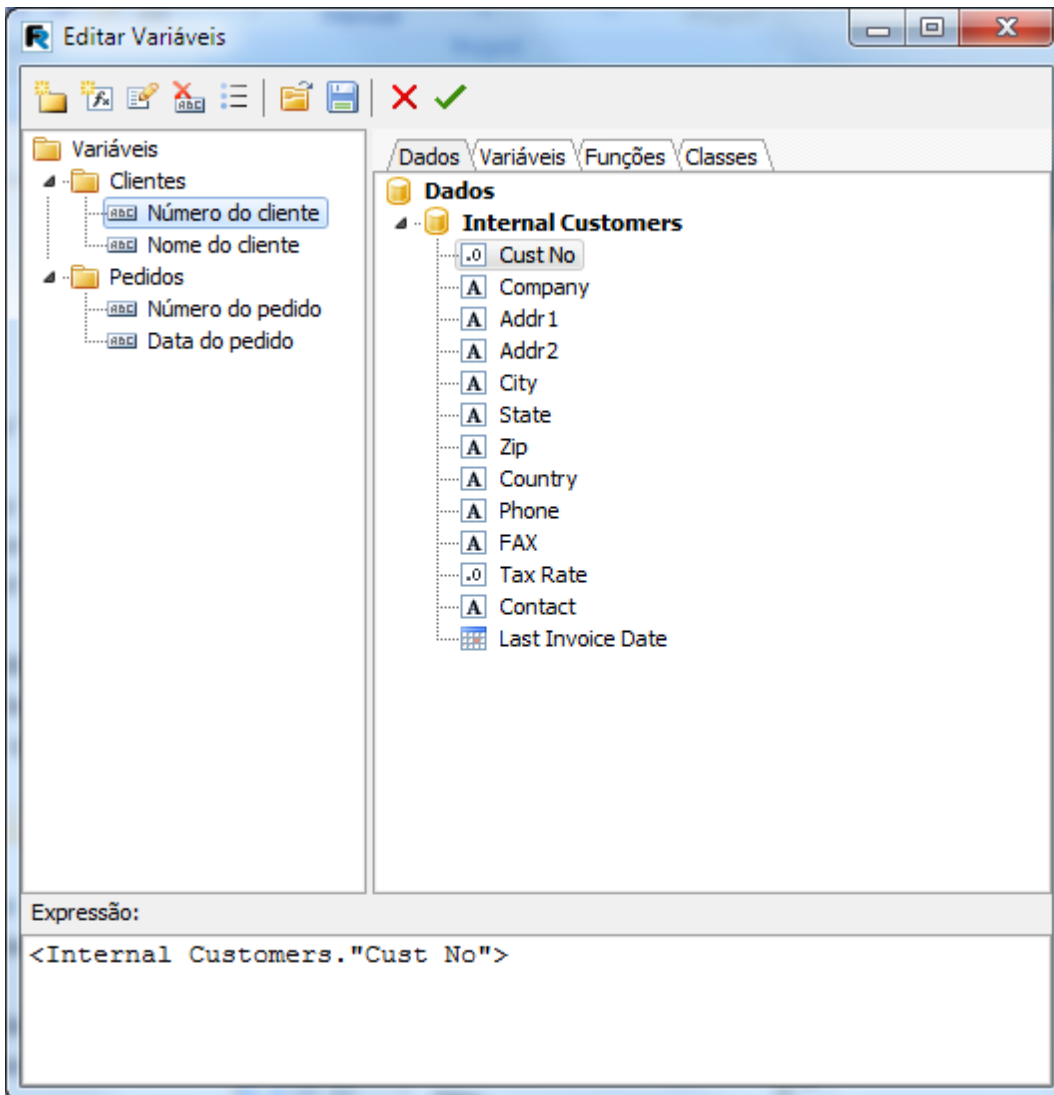 Editar Variáveis
Variáveis
Clientes
Número do cliente
Nome do cliente
Pedidos
Número do pedido
Data do pedido
Dados Variáveis Funções Classes
Dados
Internal Customers
Cust No
Company
Addr1
Addr2
City
State
Zip
Country
Phone
FAX
Tax Rate
Contact
Last Invoice Date
Expressão:
<Internal Customers."Cust No">